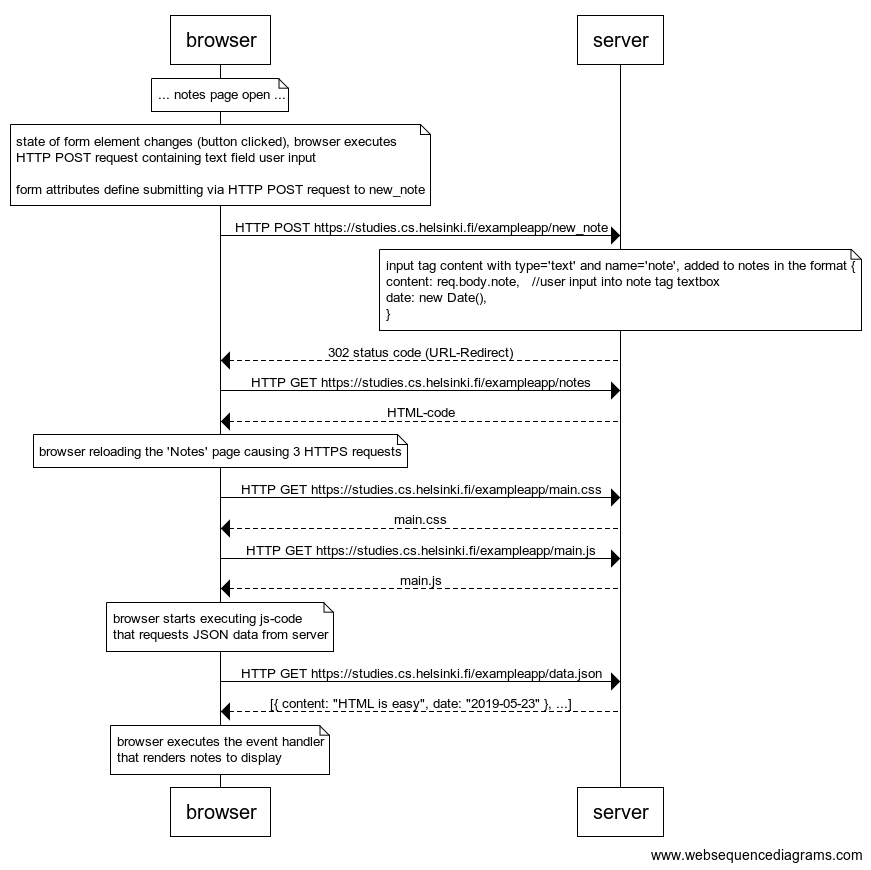 browser
server
... notes page open ...
state of form element changes (button clicked), browser executes
HTTP POST request containing text field user input
form attributes define submitting via HTTP POST request to new_note
HTTP POST https://studies.cs.helsinki.fi/exampleapp/new_note
input tag content with type='text' and name='note', added to notes in the format {
content: req.body.note,   //user input into note tag textbox
date: new Date(),
}
302 status code (URL-Redirect)
HTTP GET https://studies.cs.helsinki.fi/exampleapp/notes
HTML-code
browser reloading the 'Notes' page causing 3 HTTPS requests
HTTP GET https://studies.cs.helsinki.fi/exampleapp/main.css
main.css
HTTP GET https://studies.cs.helsinki.fi/exampleapp/main.js
main.js
browser starts executing js-code
that requests JSON data from server
HTTP GET https://studies.cs.helsinki.fi/exampleapp/data.json
[{ content: "HTML is easy", date: "2019-05-23" }, ...]
browser executes the event handler
that renders notes to display
browser
server
www.websequencediagrams.com